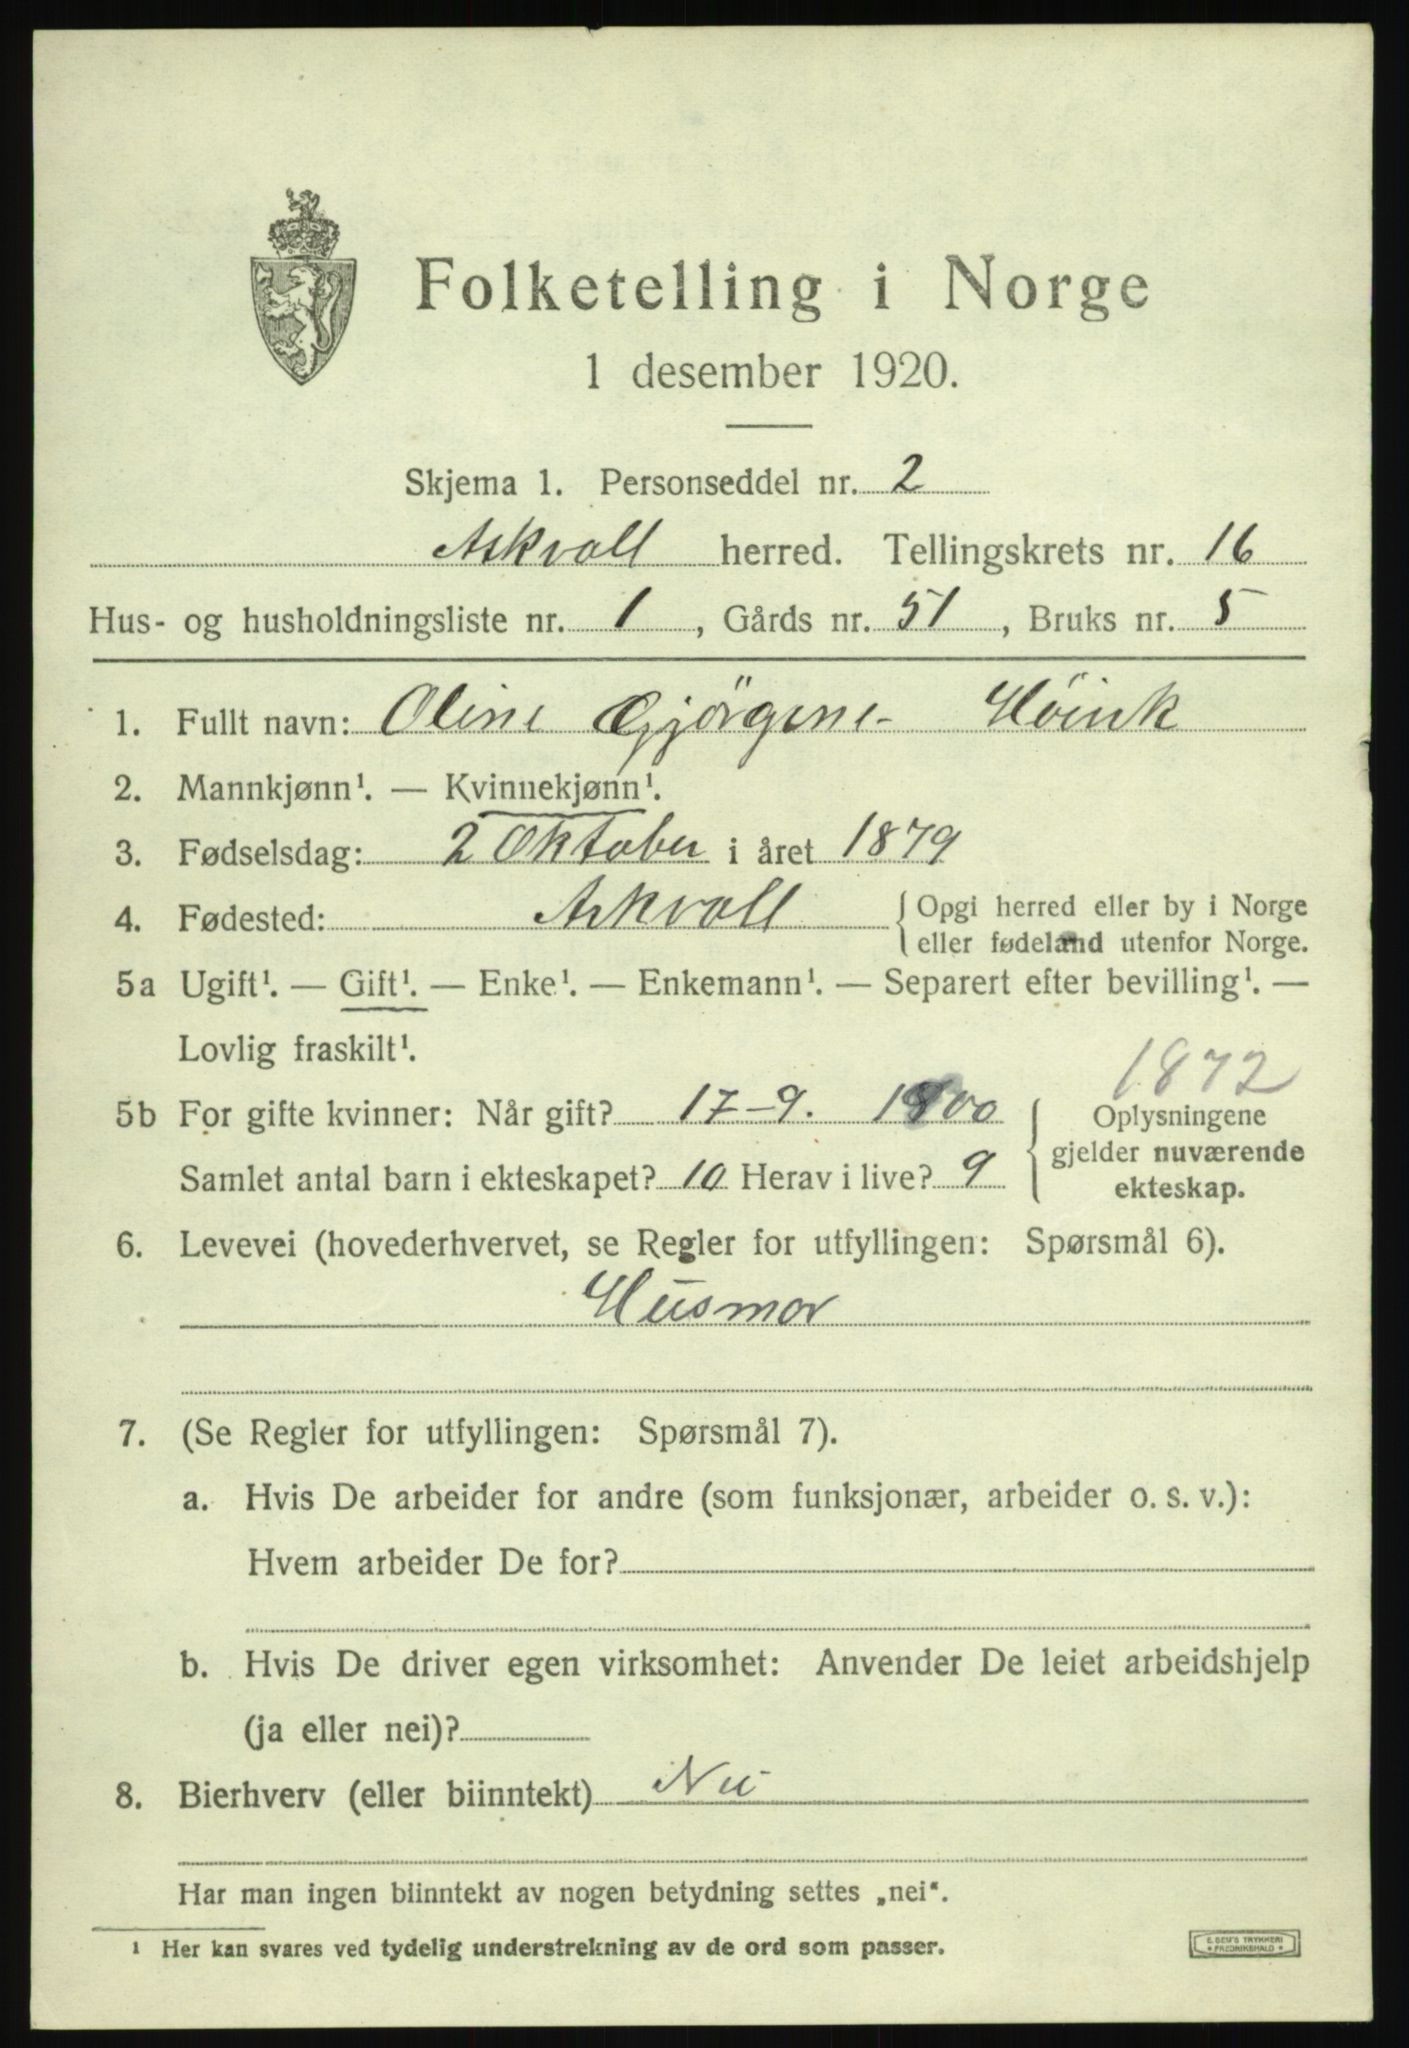 Folketelling i Norge
1 desember 1920.
Skjema 1. Personseddel nr. 2
Askvoll herred. Tellingskrets nr. 16
Hus- og husholdningsliste nr. 1, Gårds nr. 51, Bruks nr. 5
1. Fullt navn: Oline Gjörgine Höivik
2. Mannkjønn¹. — Kvinnekjønn¹.
3. Fødselsdag: 2 Oktober i året 1879
4. Fødested: Askvoll { Opgi herred eller by i Norge
eller fødeland utenfor Norge.
5a Ugift¹. — Gift¹. — Enke¹. — Enkemann¹. — Separert efter bevilling¹. —
Lovlig fraskilt¹.
1872
5b For gifte kvinner: Når gift? 17-9. 1900 { Oplysningene
gjelder nuværende
Samlet antal barn i ekteskapet? 10 Herav i live? 9 ekteskap.
6. Levevei (hovederhvervet, se Regler for utfyllingen: Spørsmål 6).
Husmor
7. (Se Regler for utfyllingen: Spørsmål 7).
a. Hvis De arbeider for andre (som funksjonær, arbeider o. s. v.):
Hvem arbeider De for?
b. Hvis De driver egen virksomhet: Anvender De leiet arbeidshjelp
(ja eller nei)?
8. Bierhverv (eller biinntekt) Nei
Har man ingen biinntekt av nogen betydning settes „nei“.
¹ Her kan svares ved tydelig understrekning av de ord som passer.
E. SEM'S TRYKKERI
FREDRIKSHALD